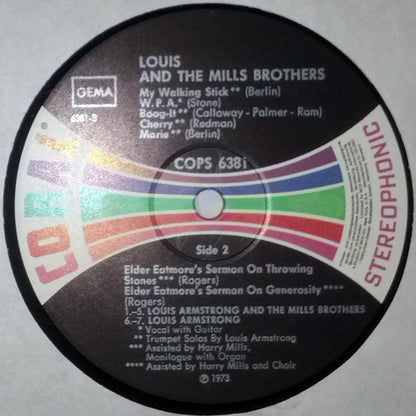 LOUIS
AND THE MILLS BROTHERS
GEMA
6381-B
My Walking Stick** (Berlin)
W.P.A.* (Stone)
Boog-It** (Calloway - Palmer - Ram)
Cherry** (Redman)
Marie** (Berlin)
COPS 6381
Side 2
STEREOPHONIC
Elder Eatmore's Sermon On Throwing
Stones*** (Rogers)
Elder Eatmore's Sermon On Generosity****
(Rogers)
1.-5. LOUIS ARMSTRONG AND THE MILLS BROTHERS
6.-7. LOUIS ARMSTRONG
* Vocal with Guitar
** Trumpet Solos By Louis Armstrong
*** Assisted by Harry Mills,
Monologue with Organ
**** Assisted by Harry Mills and Choir
℗ 1973